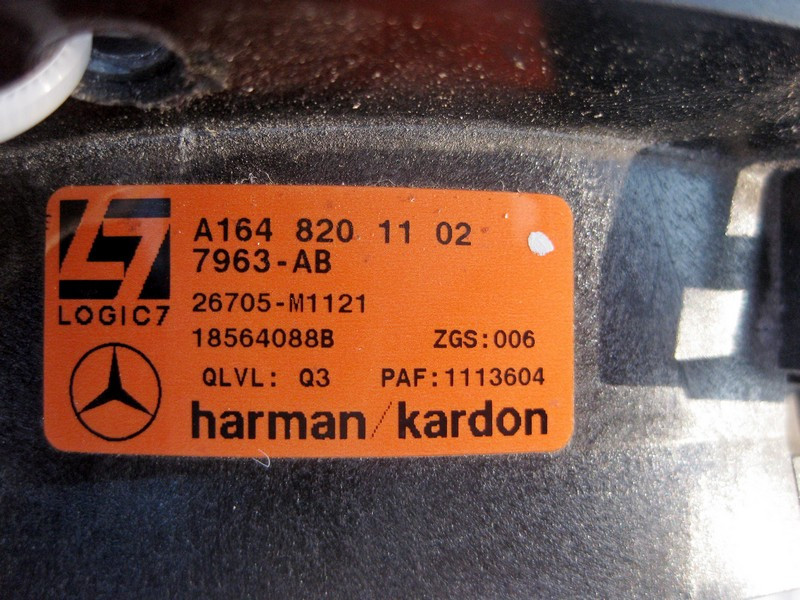 A164 820 11 02
7963-AB
LOGIC7
26705-M1121
18564088B ZGS:006
QLVL: Q3 PAF:1113604
harman/kardon